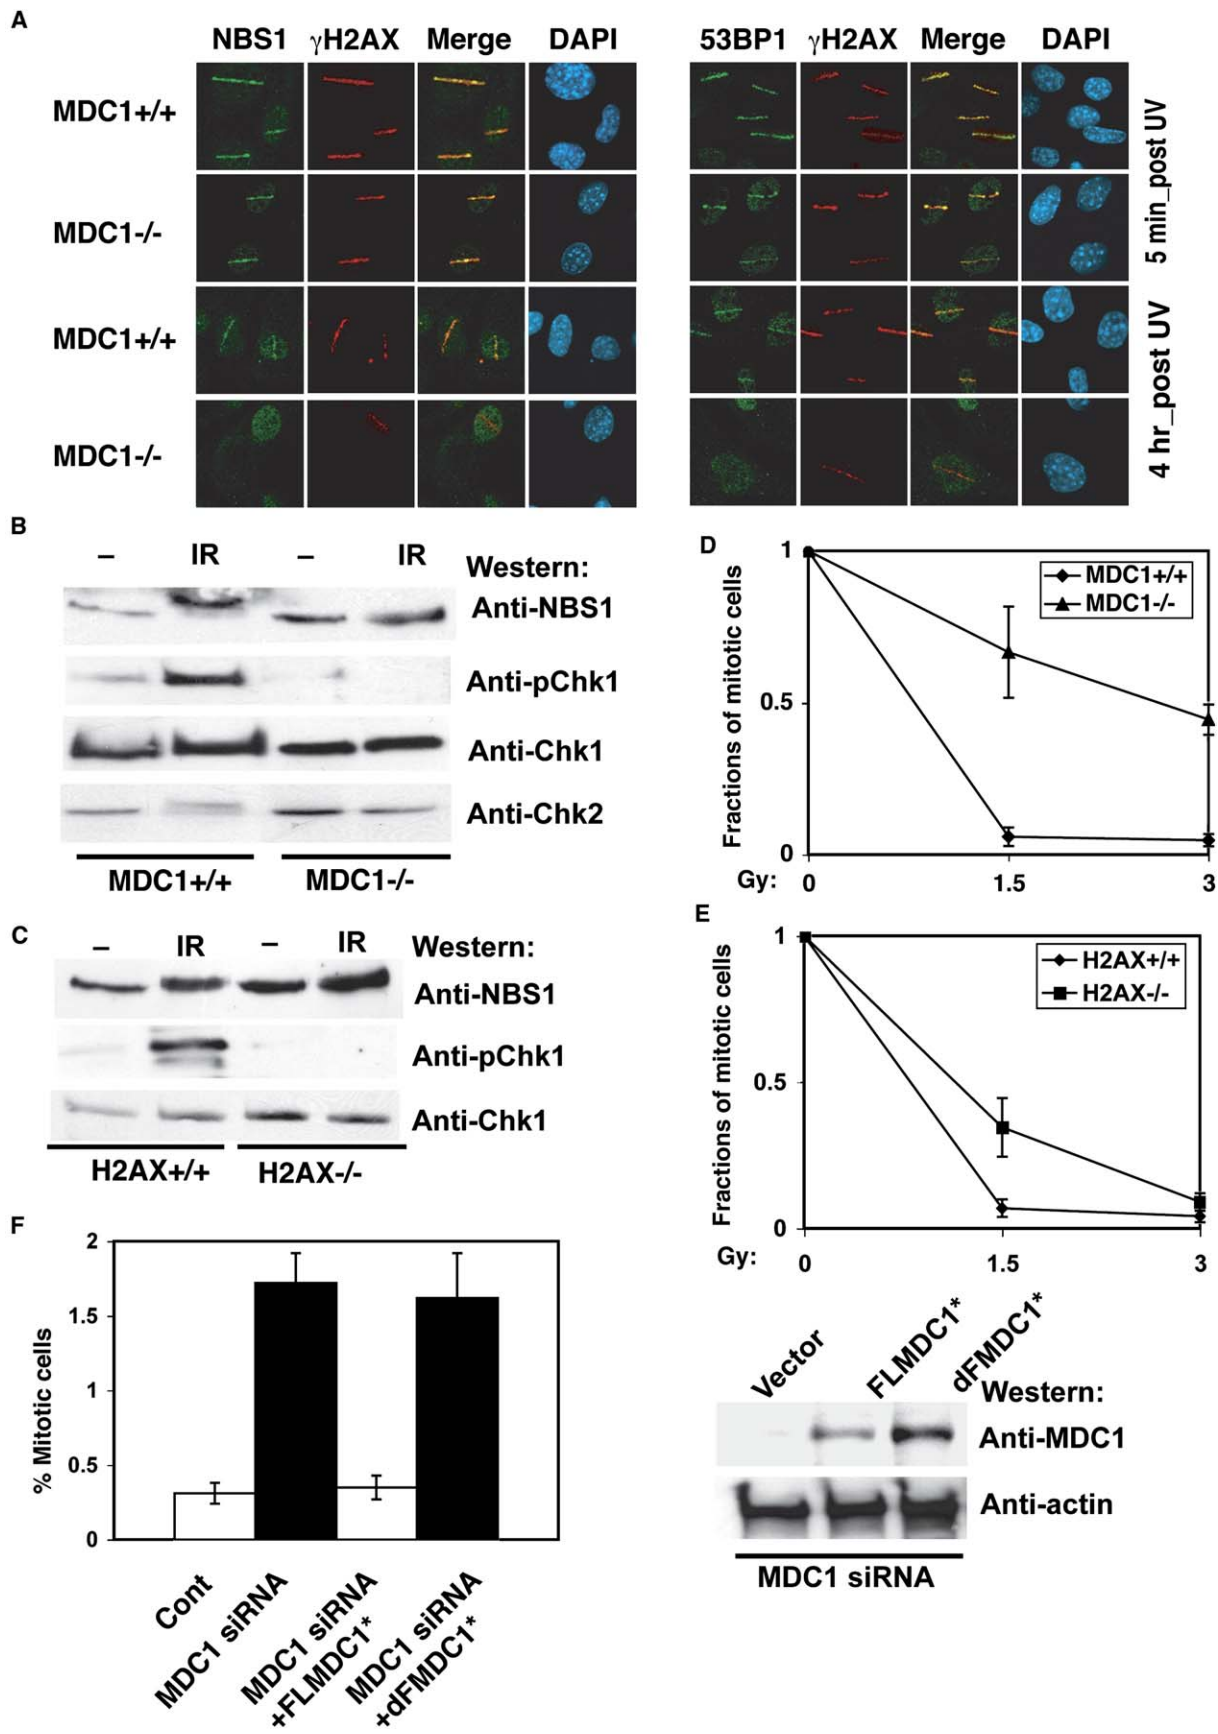 A
NBS1 γH2AX Merge DAPI
53BP1 γH2AX Merge DAPI
MDC1+/+
MDC1-/-
MDC1+/+
MDC1-/-
5 min_post UV
4 hr_post UV
B
– IR – IR
Western:
Anti-NBS1
Anti-pChk1
Anti-Chk1
Anti-Chk2
MDC1+/+ MDC1-/-
C
– IR – IR
Western:
Anti-NBS1
Anti-pChk1
Anti-Chk1
H2AX+/+ H2AX-/-
D
Fractions of mitotic cells
1
0.5
0
MDC1+/+
MDC1-/-
Gy: 0 1.5 3
E
Fractions of mitotic cells
1
0.5
0
H2AX+/+
H2AX-/-
Gy: 0 1.5 3
F
% Mitotic cells
2
1.5
1
0.5
0
Cont
MDC1 siRNA
MDC1 siRNA
+FLMDC1*
MDC1 siRNA
+dFMDC1*
Vector
FLMDC1*
dFMDC1*
Western:
Anti-MDC1
Anti-actin
MDC1 siRNA